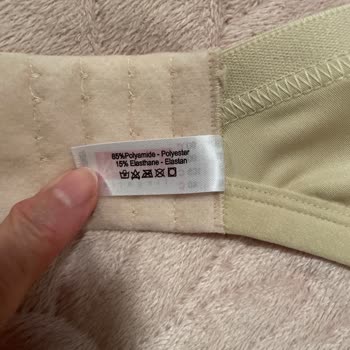 85%Polyamide - Polyester
15% Elasthane - Elastan